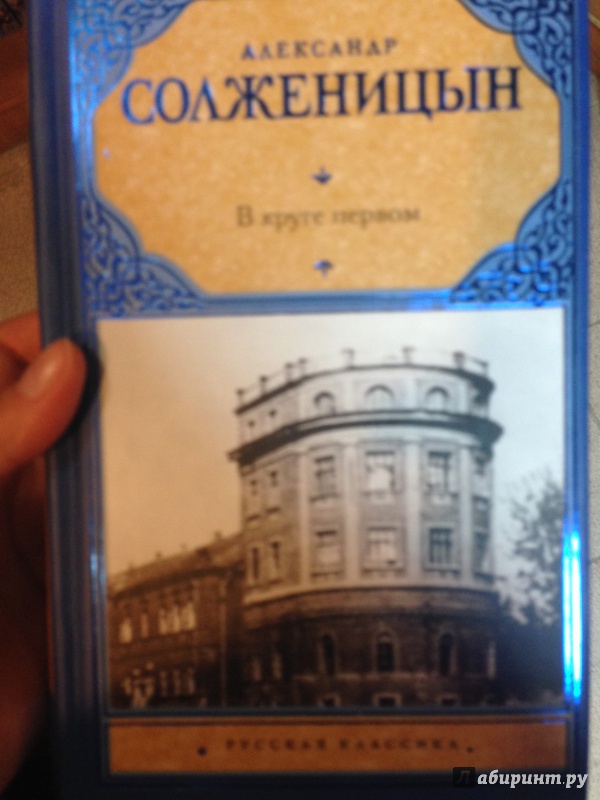 АЛЕКСАНДР
СОЛЖЕНИЦЫН
В круге первом
РУССКАЯ КЛАССИКА
Лабиринт.ру